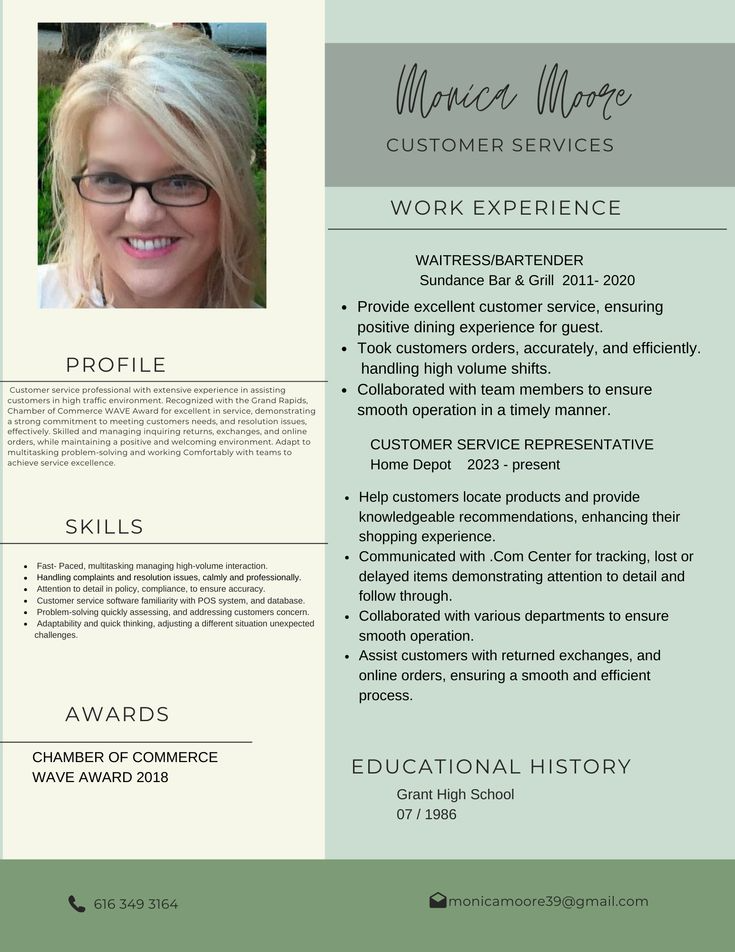 Monica Moore
CUSTOMER SERVICES
PROFILE
Customer service professional with extensive experience in assisting
customers in high traffic environment. Recognized with the Grand Rapids,
Chamber of Commerce WAVE Award for excellent in service, demonstrating
a strong commitment to meeting customers needs, and resolution issues,
effectively. Skilled and managing inquiring returns, exchanges, and online
orders, while maintaining a positive and welcoming environment. Adapt to
multitasking problem-solving and working Comfortably with teams to
achieve service excellence.
SKILLS
• Fast- Paced, multitasking managing high-volume interaction.
• Handling complaints and resolution issues, calmly and professionally.
• Attention to detail in policy, compliance, to ensure accuracy.
• Customer service software familiarity with POS system, and database.
• Problem-solving quickly assessing, and addressing customers concern.
• Adaptability and quick thinking, adjusting a different situation unexpected
challenges.
AWARDS
CHAMBER OF COMMERCE
WAVE AWARD 2018
WORK EXPERIENCE
WAITRESS/BARTENDER
Sundance Bar & Grill 2011- 2020
• Provide excellent customer service, ensuring
positive dining experience for guest.
• Took customers orders, accurately, and efficiently.
handling high volume shifts.
• Collaborated with team members to ensure
smooth operation in a timely manner.
CUSTOMER SERVICE REPRESENTATIVE
Home Depot 2023 - present
• Help customers locate products and provide
knowledgeable recommendations, enhancing their
shopping experience.
• Communicated with .Com Center for tracking, lost or
delayed items demonstrating attention to detail and
follow through.
• Collaborated with various departments to ensure
smooth operation.
• Assist customers with returned exchanges, and
online orders, ensuring a smooth and efficient
process.
EDUCATIONAL HISTORY
Grant High School
07 / 1986
616 349 3164
monicamoore39@gmail.com